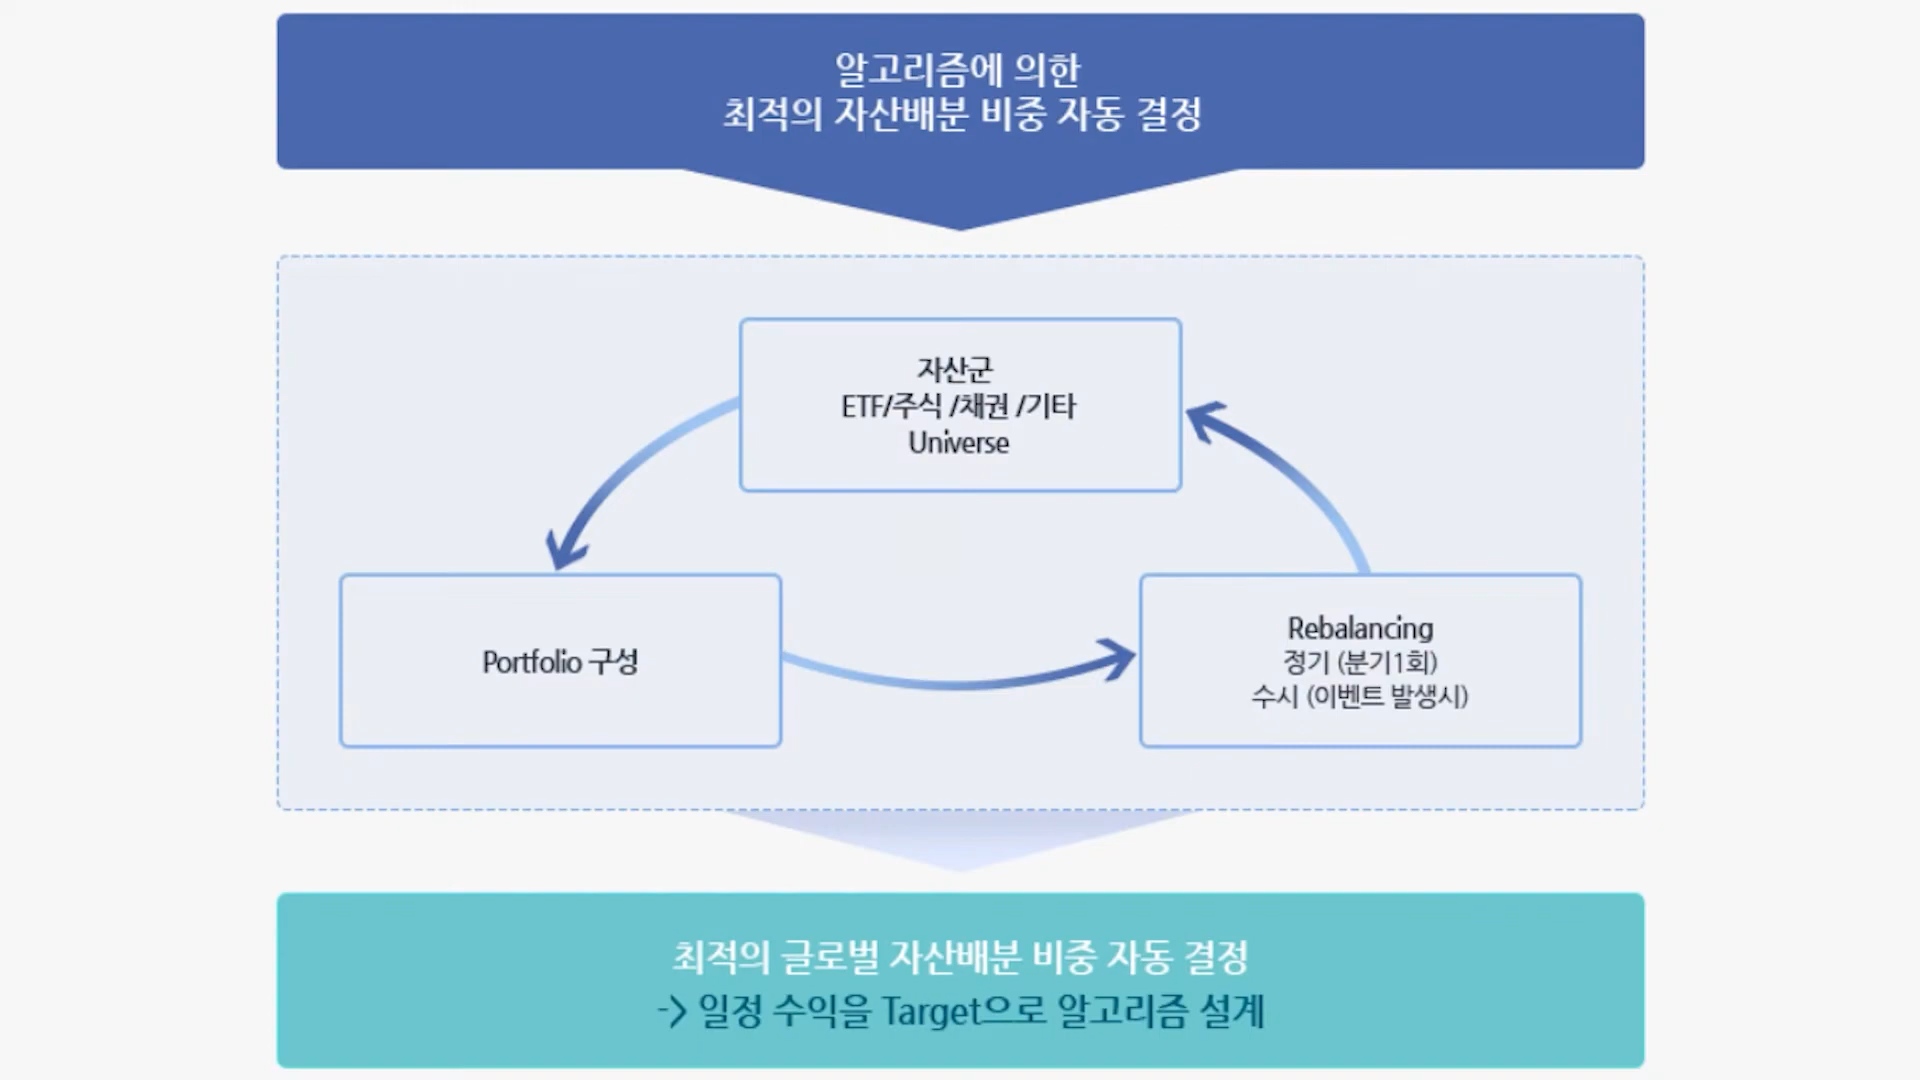 알고리즘에 의한
최적의 자산배분 비중 자동 결정
자산군
ETF/주식 /채권 /기타
Universe
Portfolio 구성
Rebalancing
정기 (분기1회)
수시 (이벤트 발생시)
최적의 글로벌 자산배분 비중 자동 결정
-> 일정 수익을 Target으로 알고리즘 설계